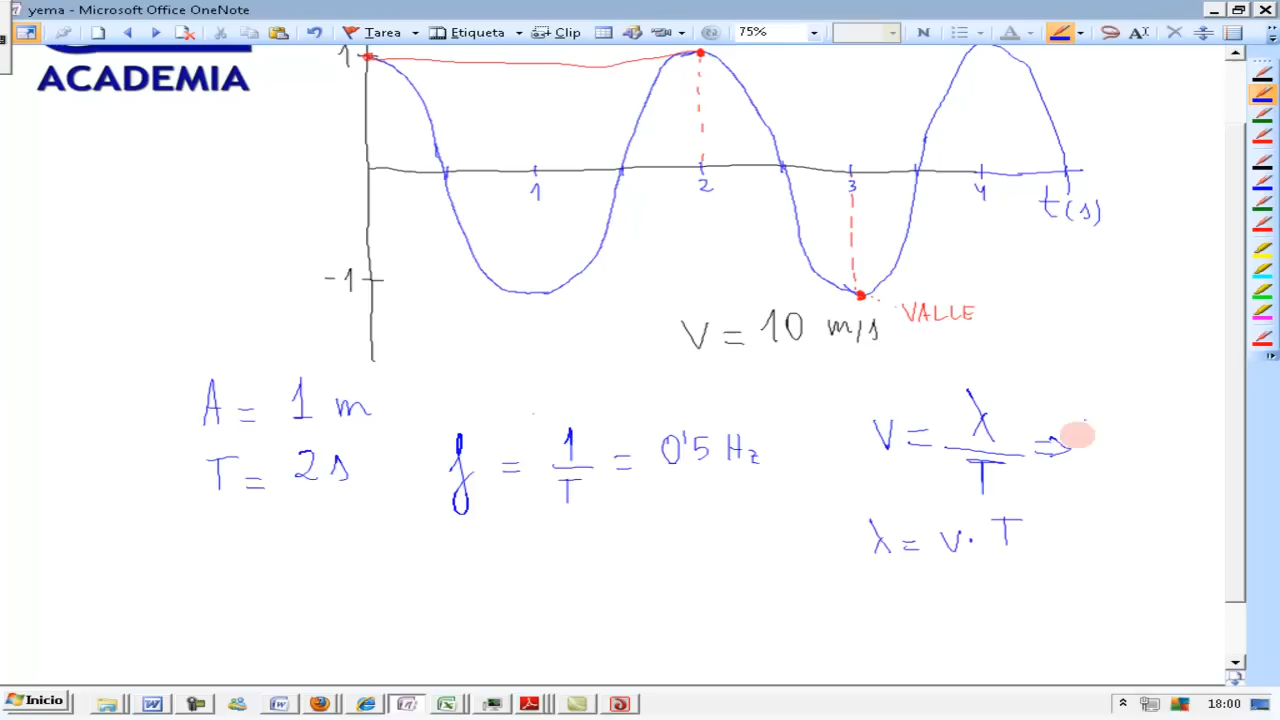 yema - Microsoft Office OneNote
Tarea
Etiqueta
Clip
75%
N
A
ACADEMIA
1
1
2
3
4
t(s)
-1
VALLE
V = 10 m/s
A = 1 m
T = 2 s
f = 1/T = 0'5 Hz
V = λ/T ⇒
λ = v· T
Inicio
18:00